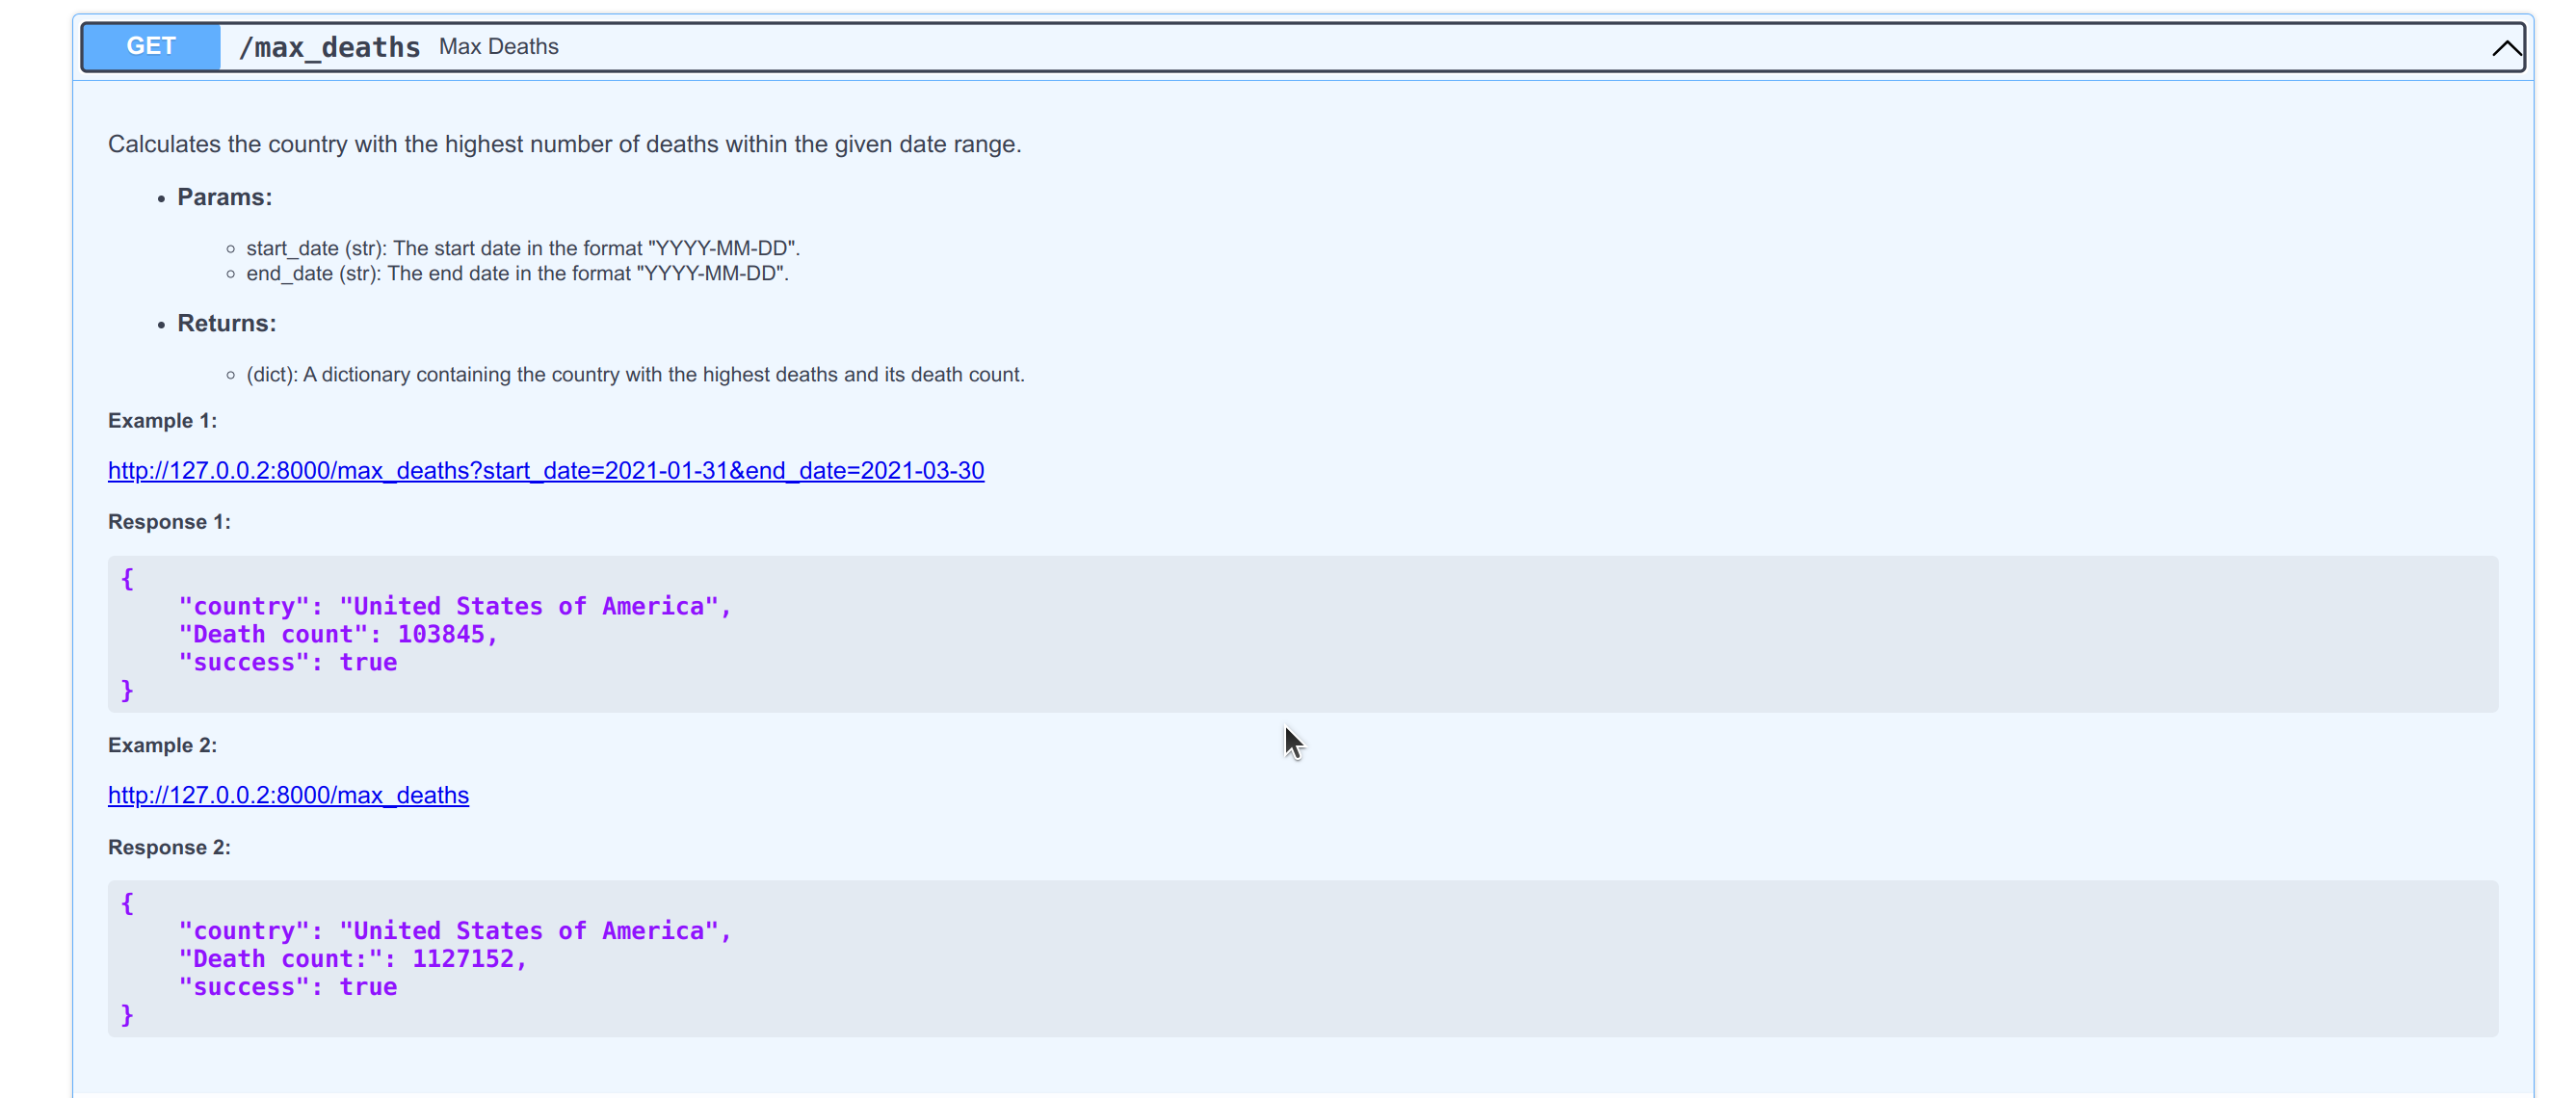 GET /max_deaths Max Deaths
Calculates the country with the highest number of deaths within the given date range.
• Params:
◦ start_date (str): The start date in the format "YYYY-MM-DD".
◦ end_date (str): The end date in the format "YYYY-MM-DD".
• Returns:
◦ (dict): A dictionary containing the country with the highest deaths and its death count.
Example 1:
http://127.0.0.2:8000/max_deaths?start_date=2021-01-31&end_date=2021-03-30
Response 1:
{
    "country": "United States of America",
    "Death count": 103845,
    "success": true
}
Example 2:
http://127.0.0.2:8000/max_deaths
Response 2:
{
    "country": "United States of America",
    "Death count:": 1127152,
    "success": true
}